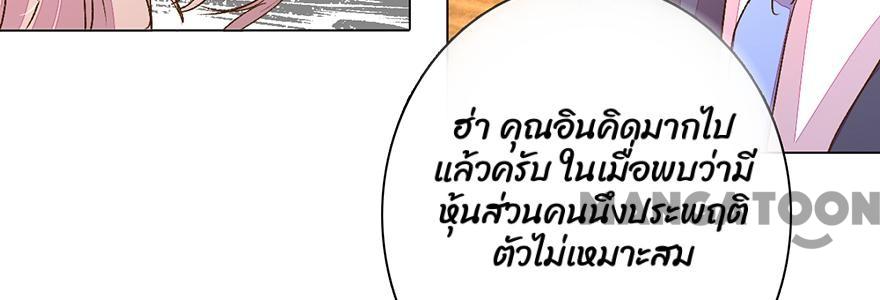 ฮ่า คุณอินคิดมากไป
แล้วครับ ในเมื่อพบว่ามี
หุ้นส่วนคนนึงประพฤติ
ตัวไม่เหมาะสม
MANGATOON